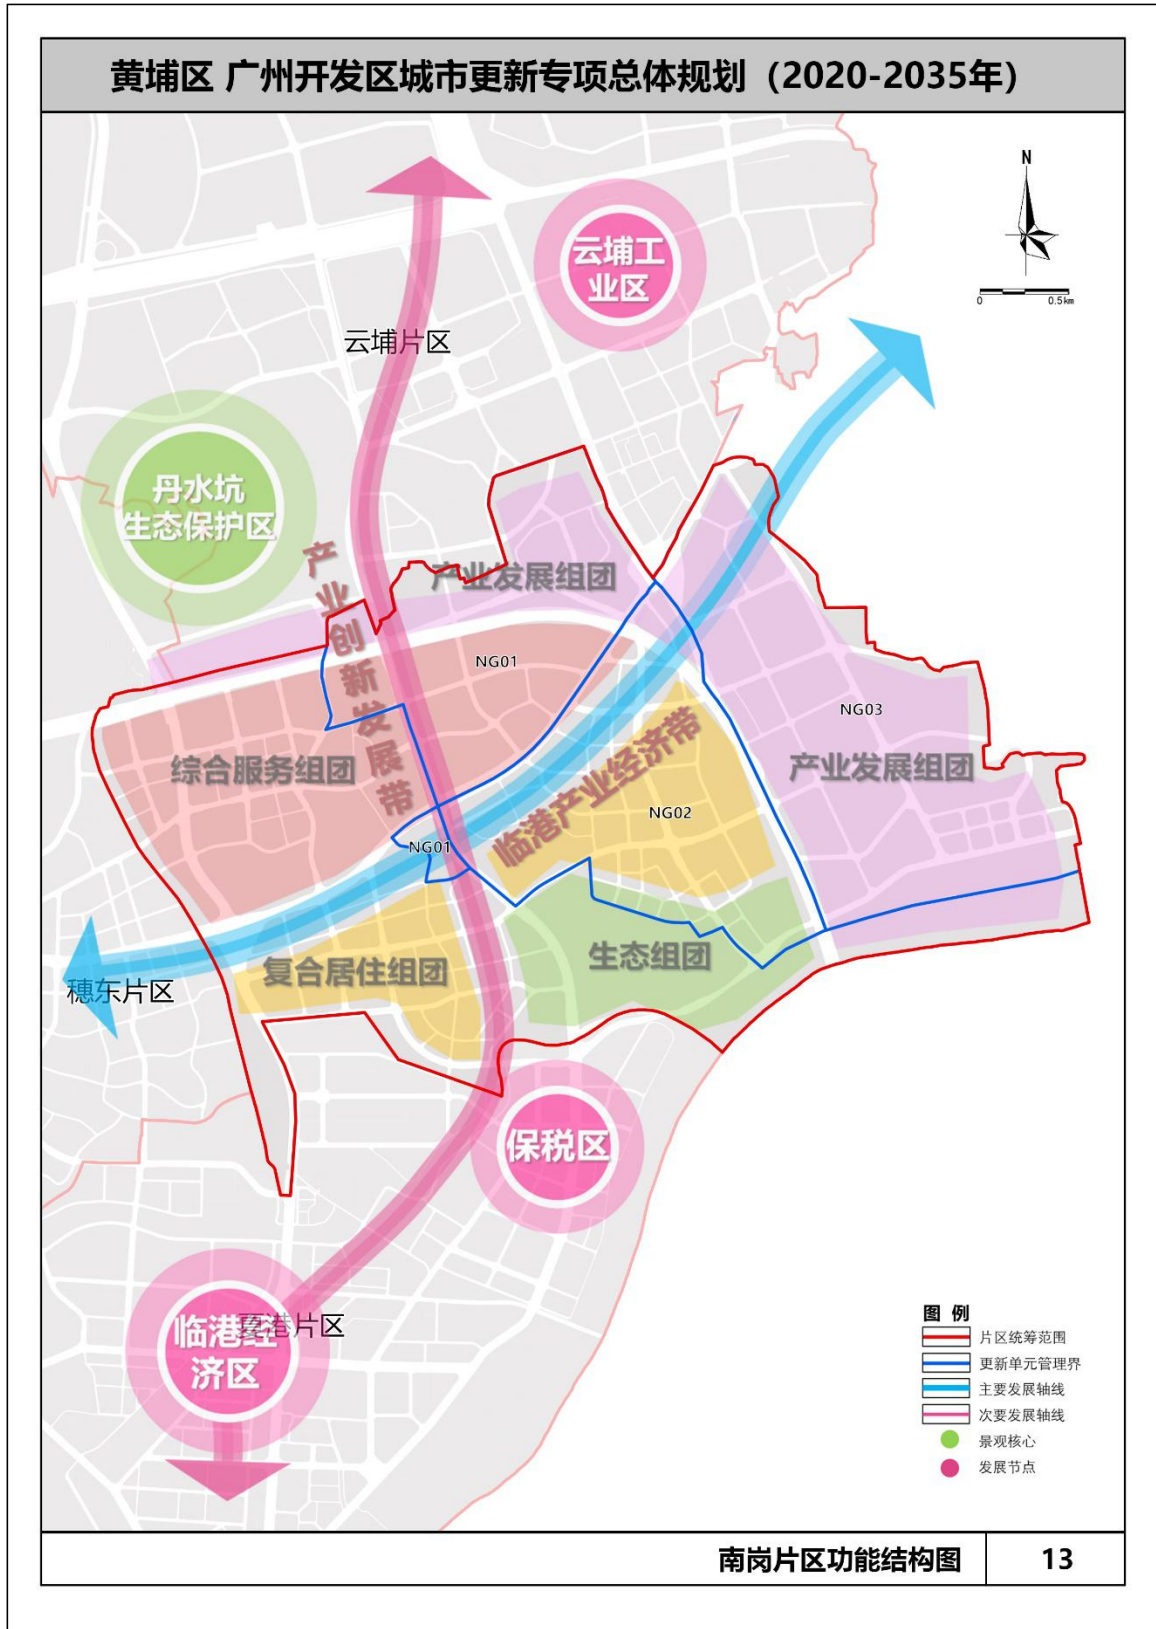 黄埔区 广州开发区城市更新专项总体规划（2020-2035年）
N
0 0.5km
云埔工
业区
云埔片区
丹水坑
生态保护区
产业创新发展带
产业发展组团
NG01
NG03
综合服务组团
产业发展组团
临港产业经济带
NG02
NG01
复合居住组团
生态组团
穗东片区
保税区
临港经
济区
夏港片区
图 例
片区统筹范围
更新单元管理界
主要发展轴线
次要发展轴线
景观核心
发展节点
南岗片区功能结构图
13